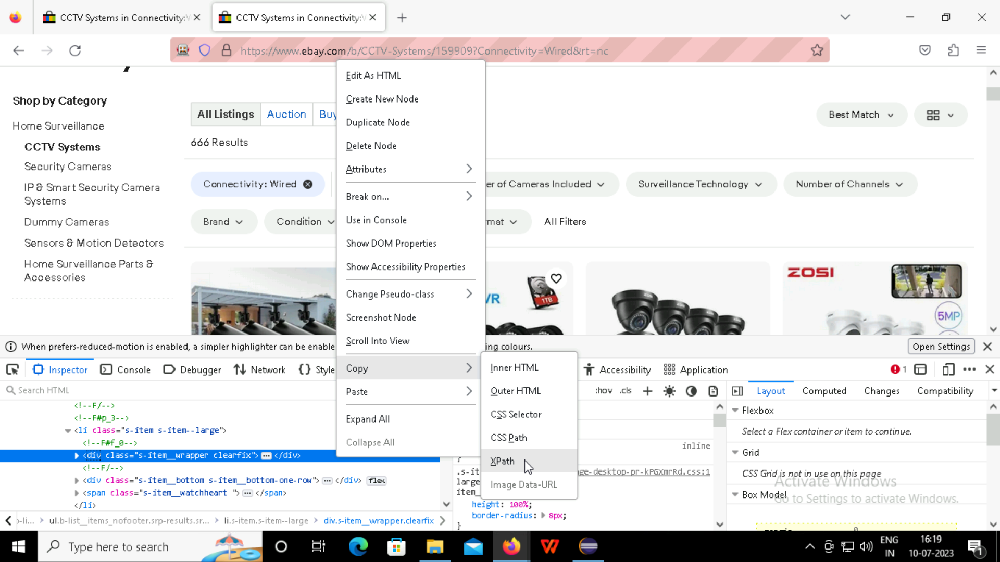 CCTV Systems in Connectivity:W
CCTV Systems in Connectivity:W
https://www.ebay.com/b/CCTV-Systems/159909?Connectivity=Wired&rt=nc
Shop by Category
Home Surveillance
CCTV Systems
Security Cameras
IP & Smart Security Camera
Systems
Dummy Cameras
Sensors & Motion Detectors
Home Surveillance Parts &
Accessories
All Listings
Auction
Buy
Best Match
666 Results
Connectivity: Wired
er of Cameras Included
Surveillance Technology
Number of Channels
Brand
Condition
mat
All Filters
VR
1TB
ZOSI
5MP
Edit As HTML
Create New Node
Duplicate Node
Delete Node
Attributes
Break on...
Use in Console
Show DOM Properties
Show Accessibility Properties
Change Pseudo-class
Screenshot Node
Scroll Into View
Copy
Paste
Expand All
Collapse All
Inner HTML
Outer HTML
CSS Selector
CSS Path
XPath
Image Data-URL
When prefers-reduced-motion is enabled, a simpler highlighter can be enable
ing colours.
Open Settings
Inspector
Console
Debugger
Network
Style
Accessibility
Application
1
Search HTML
:hov
.cls
Layout
Computed
Changes
Compatibility
<!--F/-->
<!--F#p_3-->
<li class="s-item s-item--large">
<!--F#f_0-->
<div class="s-item__wrapper clearfix"> </div>
<!--F/-->
<div class="s-item__bottom s-item__bottom-one-row"> </div> flex
<span class="s-item__watchheart "> </span>
</li>
inline
}
.s-it
ge-desktop-pr-kPGXmrRd.css:1
large
item_
height: 100%;
border-radius: 8px;
}
Flexbox
Select a Flex container or item to continue.
Grid
CSS Grid is not in use on this page
Box Model
Activate Windows
Go to Settings to activate Windows.
0
-li...
ul.b-list__items_nofooter.srp-results.sr...
li.s-item.s-item--large
div.s-item__wrapper.clearfix
Type here to search
ENG
IN
16:19
10-07-2023
1